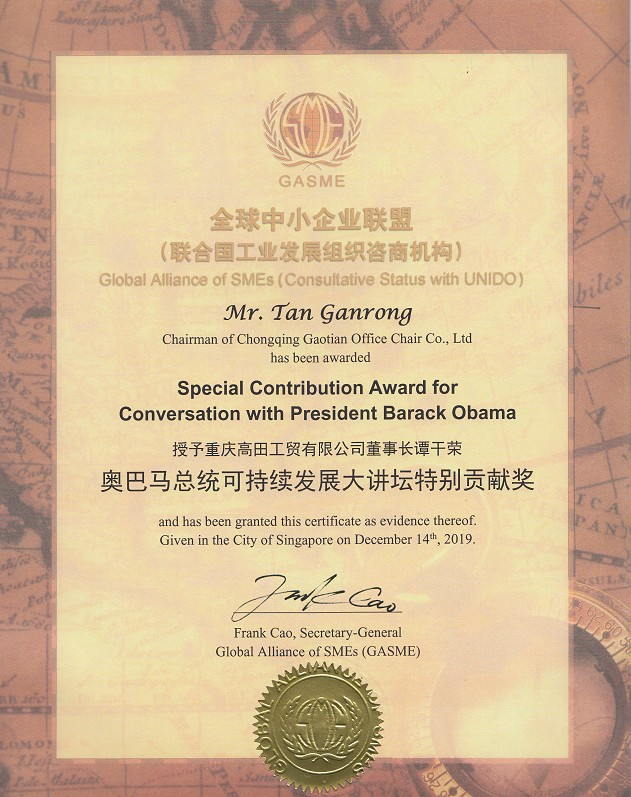 SME
GASME
全球中小企业联盟
(联合国工业发展组织咨商机构)
Global Alliance of SMEs (Consultative Status with UNIDO)
Mr. Tan Ganrong
Chairman of Chongqing Gaotian Office Chair Co., Ltd
has been awarded
Special Contribution Award for
Conversation with President Barack Obama
授予重庆高田工贸有限公司董事长谭干荣
奥巴马总统可持续发展大讲坛特别贡献奖
and has been granted this certificate as evidence thereof.
Given in the City of Singapore on December 14th, 2019.
Frank Cao
Frank Cao, Secretary-General
Global Alliance of SMEs (GASME)
SME